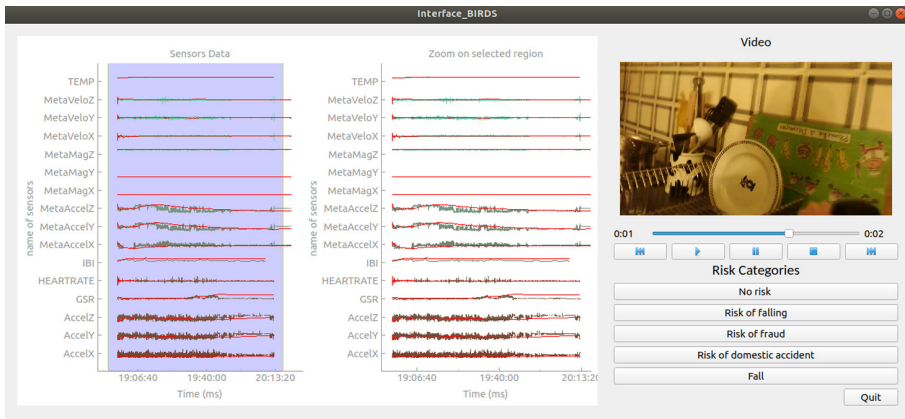 Interface_BIRDS
Sensors Data
name of sensors
TEMP
MetaVeloZ
MetaVeloY
MetaVeloX
MetaMagZ
MetaMagY
MetaMagX
MetaAccelZ
MetaAccelY
MetaAccelX
IBI
HEARTRATE
GSR
AccelZ
AccelY
AccelX
19:06:40 19:40:00 20:13:20
Time (ms)
Zoom on selected region
name of sensors
TEMP
MetaVeloZ
MetaVeloY
MetaVeloX
MetaMagZ
MetaMagY
MetaMagX
MetaAccelZ
MetaAccelY
MetaAccelX
IBI
HEARTRATE
GSR
AccelZ
AccelY
AccelX
19:06:40 19:40:00 20:13:20
Time (ms)
Video
0:01 0:02
Risk Categories
No risk
Risk of falling
Risk of fraud
Risk of domestic accident
Fall
Quit